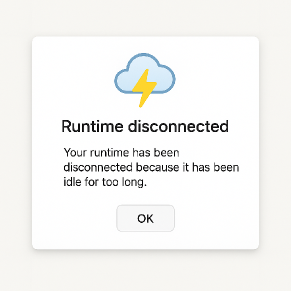 Runtime disconnected
Your runtime has been
disconnected because it has been
idle for too long.
OK